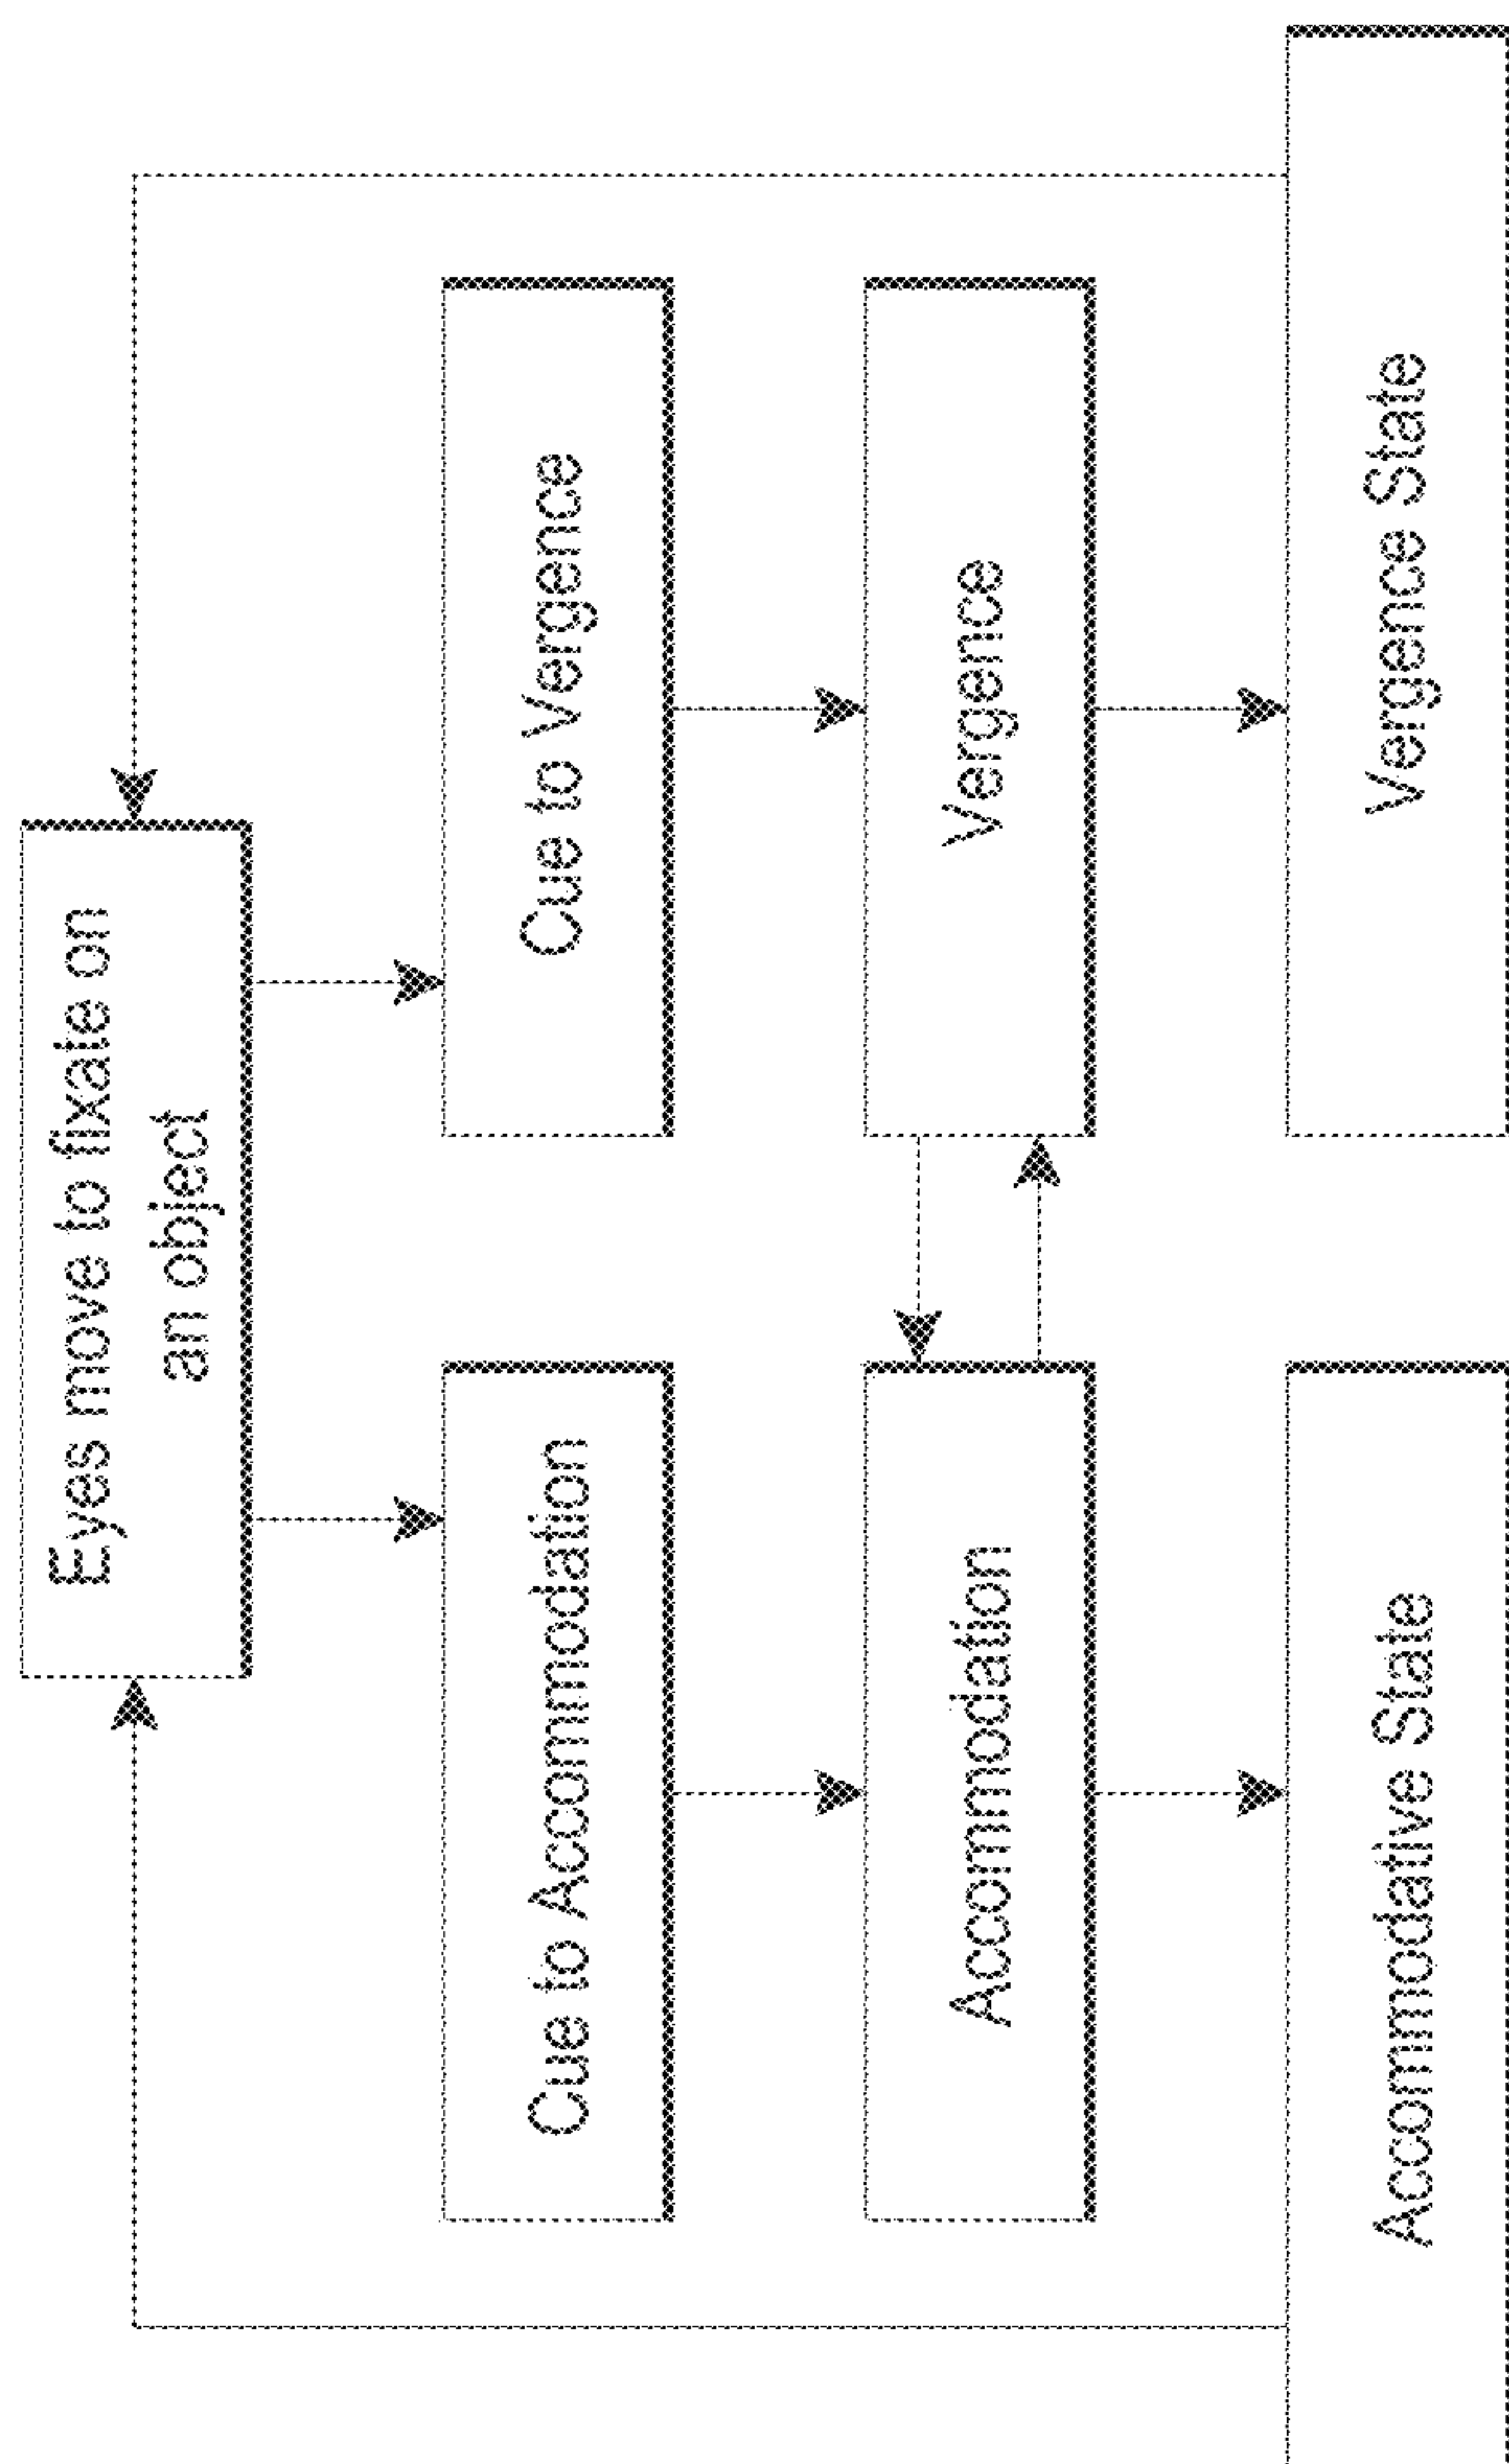 Eyes move to fixate on
an object
Cue to Accommodation
Cue to Vergence
Accommodation
Vergence
Accommodative State
Vergence State